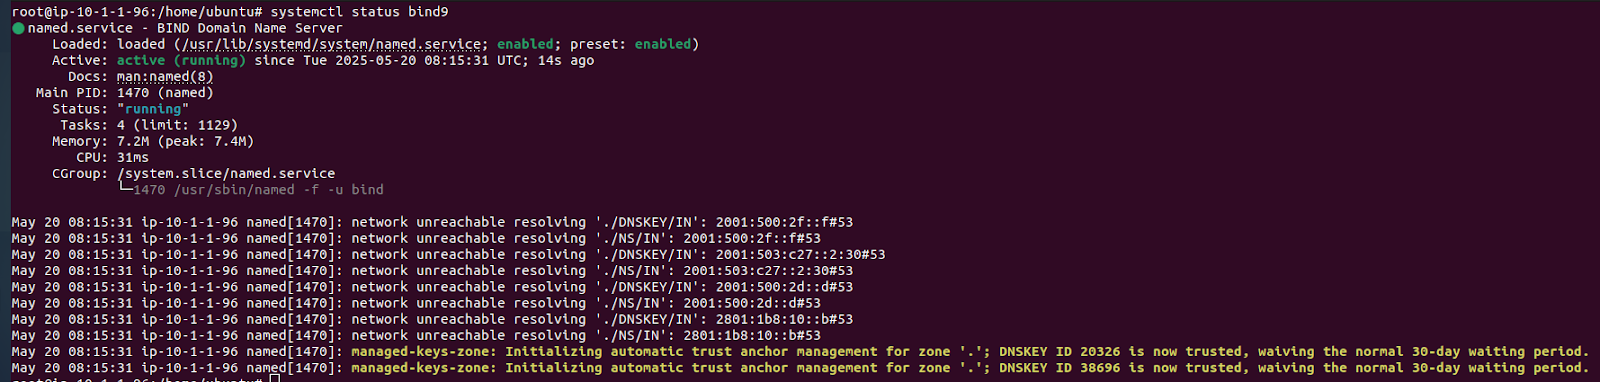 root@ip-10-1-1-96:/home/ubuntu# systemctl status bind9
● named.service - BIND Domain Name Server
     Loaded: loaded (/usr/lib/systemd/system/named.service; enabled; preset: enabled)
     Active: active (running) since Tue 2025-05-20 08:15:31 UTC; 14s ago
       Docs: man:named(8)
   Main PID: 1470 (named)
     Status: "running"
      Tasks: 4 (limit: 1129)
     Memory: 7.2M (peak: 7.4M)
        CPU: 31ms
     CGroup: /system.slice/named.service
             └─1470 /usr/sbin/named -f -u bind

May 20 08:15:31 ip-10-1-1-96 named[1470]: network unreachable resolving './DNSKEY/IN': 2001:500:2f::f#53
May 20 08:15:31 ip-10-1-1-96 named[1470]: network unreachable resolving './NS/IN': 2001:500:2f::f#53
May 20 08:15:31 ip-10-1-1-96 named[1470]: network unreachable resolving './DNSKEY/IN': 2001:503:c27::2:30#53
May 20 08:15:31 ip-10-1-1-96 named[1470]: network unreachable resolving './NS/IN': 2001:503:c27::2:30#53
May 20 08:15:31 ip-10-1-1-96 named[1470]: network unreachable resolving './DNSKEY/IN': 2001:500:2d::d#53
May 20 08:15:31 ip-10-1-1-96 named[1470]: network unreachable resolving './NS/IN': 2001:500:2d::d#53
May 20 08:15:31 ip-10-1-1-96 named[1470]: network unreachable resolving './DNSKEY/IN': 2801:1b8:10::b#53
May 20 08:15:31 ip-10-1-1-96 named[1470]: network unreachable resolving './NS/IN': 2801:1b8:10::b#53
May 20 08:15:31 ip-10-1-1-96 named[1470]: managed-keys-zone: Initializing automatic trust anchor management for zone '.'; DNSKEY ID 20326 is now trusted, waiving the normal 30-day waiting period.
May 20 08:15:31 ip-10-1-1-96 named[1470]: managed-keys-zone: Initializing automatic trust anchor management for zone '.'; DNSKEY ID 38696 is now trusted, waiving the normal 30-day waiting period.
root@ip-10-1-1-96:/home/ubuntu#